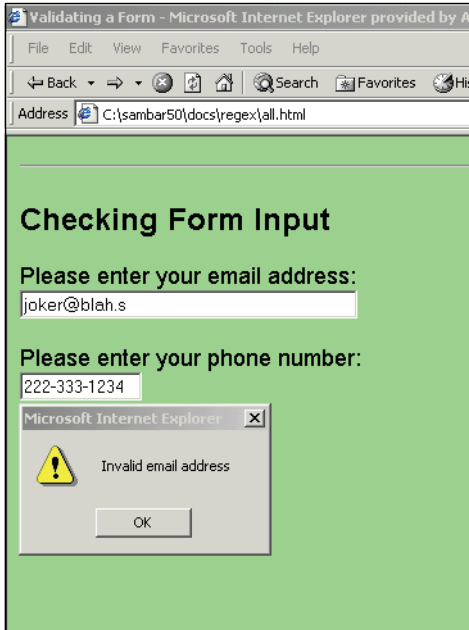 Validating a Form - Microsoft Internet Explorer provided by A
File Edit View Favorites Tools Help
Back Search Favorites His
Address C:\sambar50\docs\regex\all.html
Checking Form Input
Please enter your email address:
joker@blah.s
Please enter your phone number:
222-333-1234
Microsoft Internet Explorer
Invalid email address
OK